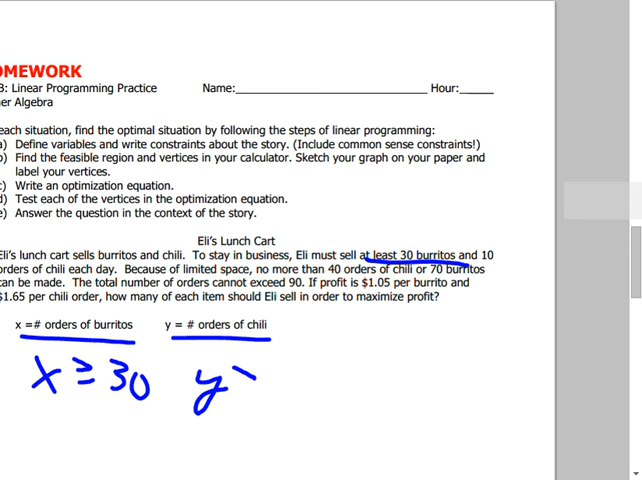 OMEWORK
3: Linear Programming Practice Name:____________________ Hour:_____
er Algebra
each situation, find the optimal situation by following the steps of linear programming:
a) Define variables and write constraints about the story. (Include common sense constraints!)
b) Find the feasible region and vertices in your calculator. Sketch your graph on your paper and
label your vertices.
c) Write an optimization equation.
d) Test each of the vertices in the optimization equation.
e) Answer the question in the context of the story.
Eli's Lunch Cart
Eli's lunch cart sells burritos and chili. To stay in business, Eli must sell at least 30 burritos and 10
orders of chili each day. Because of limited space, no more than 40 orders of chili or 70 burritos
can be made. The total number of orders cannot exceed 90. If profit is $1.05 per burrito and
$1.65 per chili order, how many of each item should Eli sell in order to maximize profit?
x =# orders of burritos y = # orders of chili
x ≥ 30 y